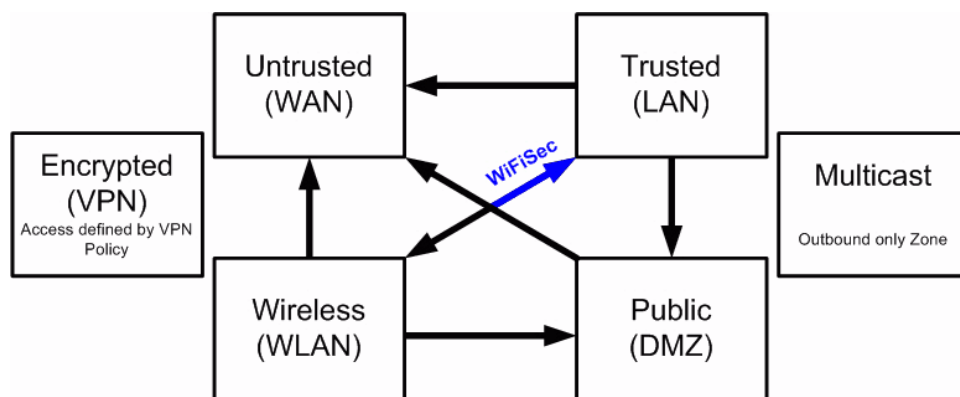 Untrusted
(WAN)
Trusted
(LAN)
WiFiSec
Encrypted
(VPN)
Access defined by VPN
Policy
Multicast
Outbound only Zone
Wireless
(WLAN)
Public
(DMZ)